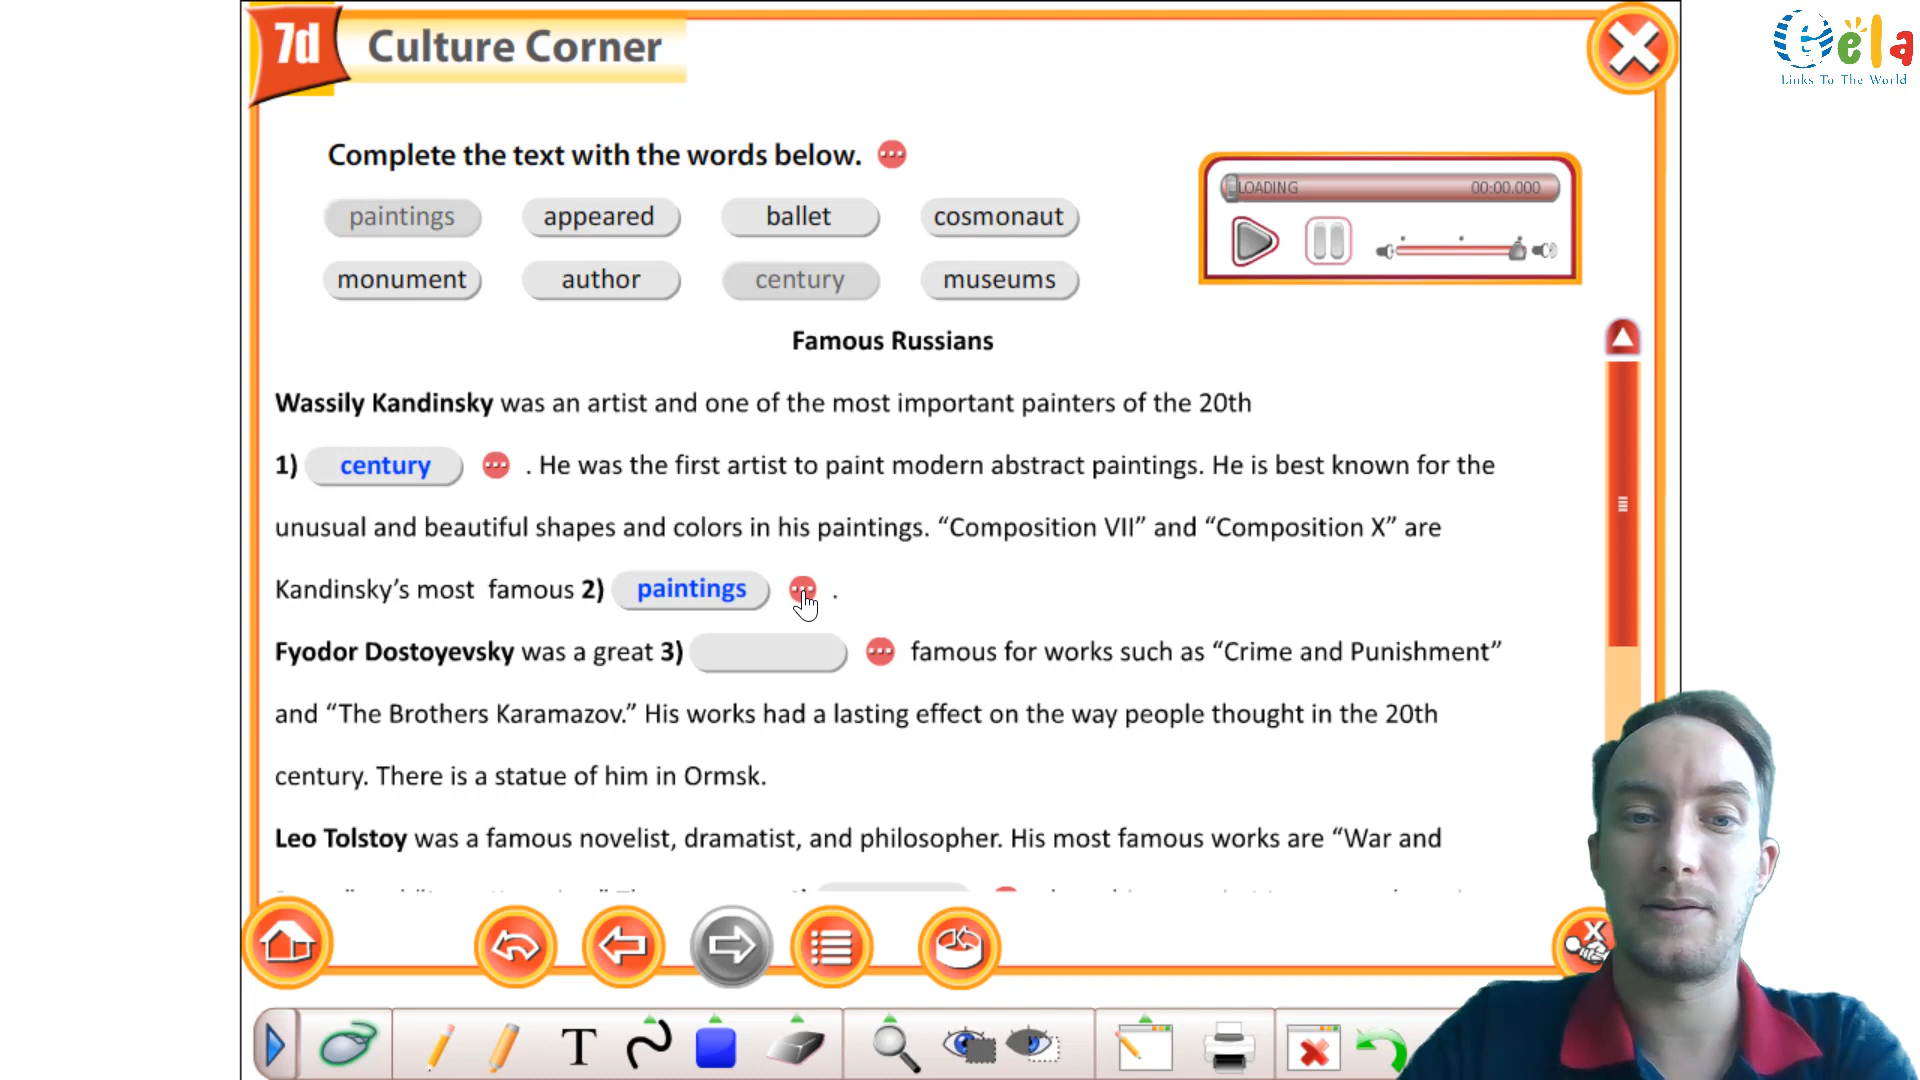 7d Culture Corner
eela
Links To The World
Complete the text with the words below.
LOADING 00:00.000
paintings appeared ballet cosmonaut
monument author century museums
Famous Russians
Wassily Kandinsky was an artist and one of the most important painters of the 20th
1) century . He was the first artist to paint modern abstract paintings. He is best known for the
unusual and beautiful shapes and colors in his paintings. “Composition VII” and “Composition X” are
Kandinsky’s most famous 2) paintings .
Fyodor Dostoyevsky was a great 3) famous for works such as “Crime and Punishment”
and “The Brothers Karamazov.” His works had a lasting effect on the way people thought in the 20th
century. There is a statue of him in Ormsk.
Leo Tolstoy was a famous novelist, dramatist, and philosopher. His most famous works are “War and
T